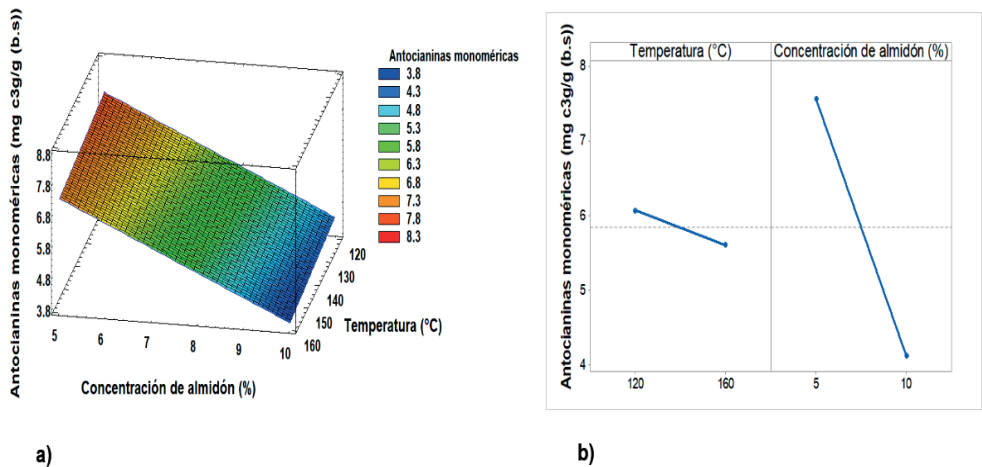 Antocianinas monoméricas (mg c3g/g (b.s))
8.8
7.8
6.8
5.8
4.8
3.8
5 6 7 8 9 10
Concentración de almidón (%)
120
130
140
150
160
Temperatura (°C)
Antocianinas monoméricas
3.8
4.3
4.8
5.3
5.8
6.3
6.8
7.3
7.8
8.3
a)
Antocianinas monoméricas (mg c3g/g (b.s))
Temperatura (°C) Concentración de almidón (%)
8
7
6
5
4
120 160 5 10
b)